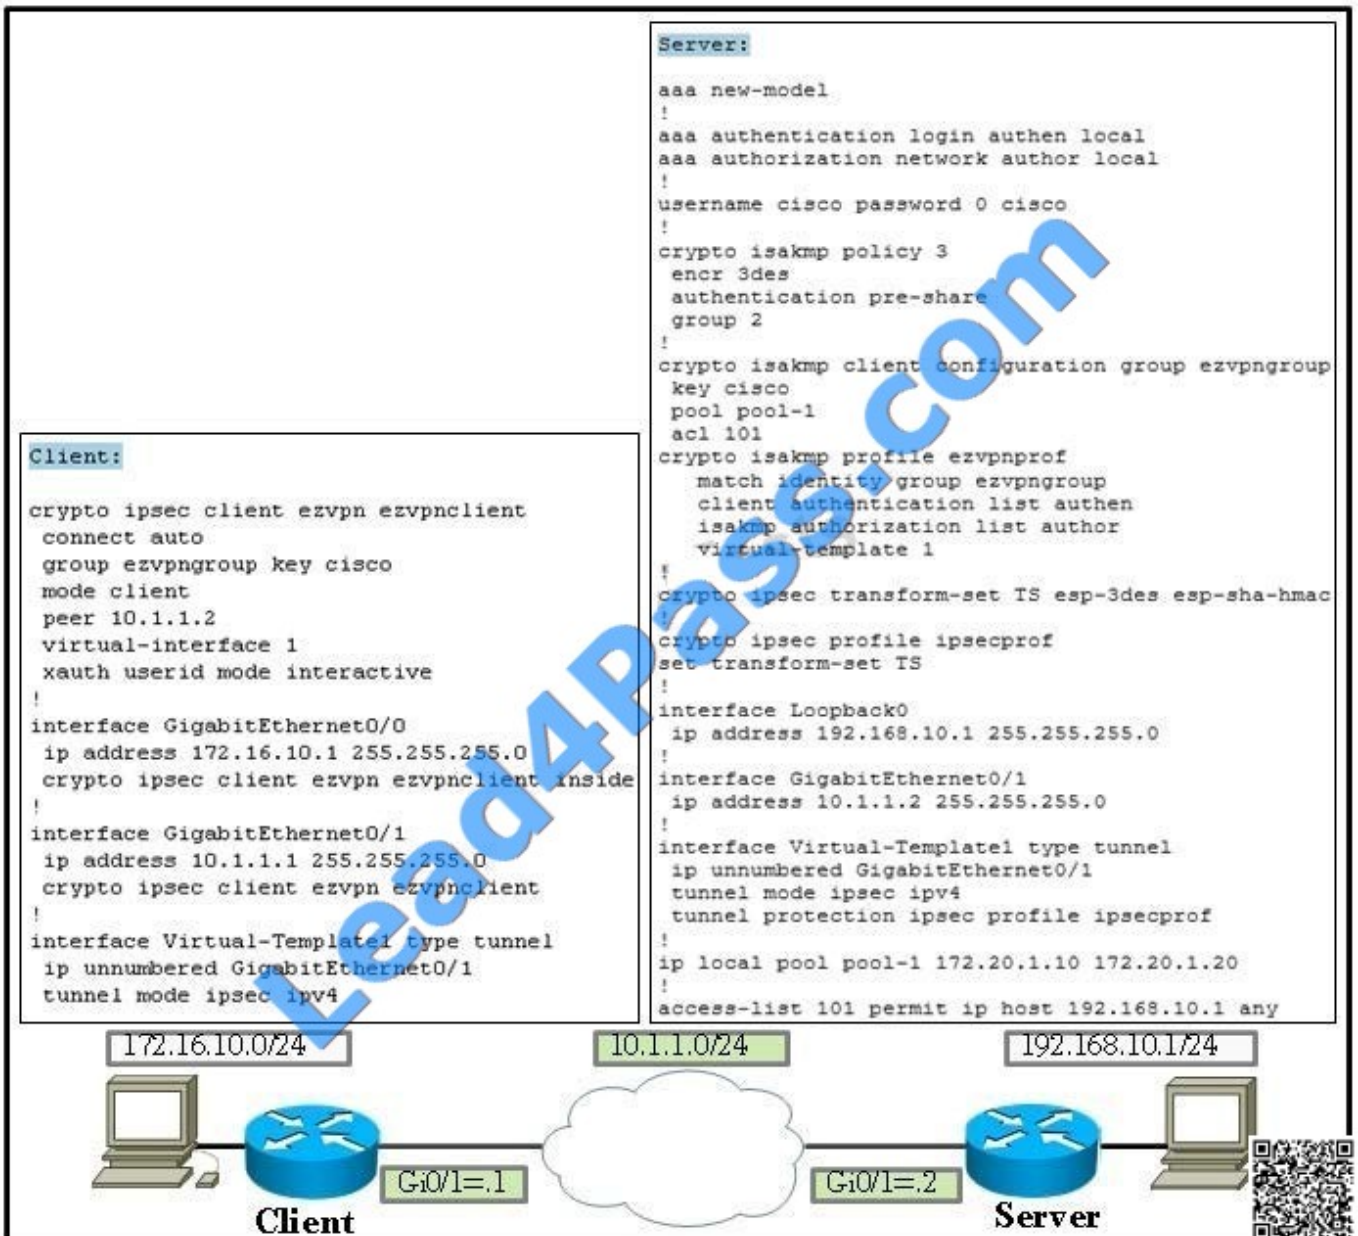 Server:
aaa new-model
!
aaa authentication login authen local
aaa authorization network author local
!
username cisco password 0 cisco
!
crypto isakmp policy 3
encr 3des
authentication pre-share
group 2
!
crypto isakmp client configuration group ezvpngroup
key cisco
pool pool-1
acl 101
crypto isakmp profile ezvpnprof
match identity group ezvpngroup
client authentication list authen
isakmp authorization list author
virtual-template 1
!
crypto ipsec transform-set TS esp-3des esp-sha-hmac
!
crypto ipsec profile ipsecprof
set transform-set TS
!
interface Loopback0
ip address 192.168.10.1 255.255.255.0
!
interface GigabitEthernet0/1
ip address 10.1.1.2 255.255.255.0
!
interface Virtual-Template1 type tunnel
ip unnumbered GigabitEthernet0/1
tunnel mode ipsec ipv4
tunnel protection ipsec profile ipsecprof
!
ip local pool pool-1 172.20.1.10 172.20.1.20
!
access-list 101 permit ip host 192.168.10.1 any
Client:
crypto ipsec client ezvpn ezvpnclient
connect auto
group ezvpngroup key cisco
mode client
peer 10.1.1.2
virtual-interface 1
xauth userid mode interactive
!
interface GigabitEthernet0/0
ip address 172.16.10.1 255.255.255.0
crypto ipsec client ezvpn ezvpnclient inside
!
interface GigabitEthernet0/1
ip address 10.1.1.1 255.255.255.0
crypto ipsec client ezvpn ezvpnclient
!
interface Virtual-Template1 type tunnel
ip unnumbered GigabitEthernet0/1
tunnel mode ipsec ipv4
Lead4Pass.com
172.16.10.0/24
10.1.1.0/24
192.168.10.1/24
Gi0/1=.1
Gi0/1=.2
Client
Server